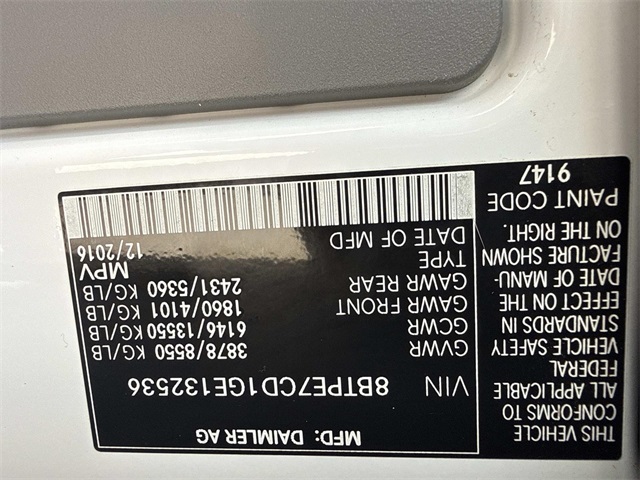 THIS VEHICLE
CONFORMS TO
ALL APPLICABLE
FEDERAL
VEHICLE SAFETY
STANDARDS IN
EFFECT ON THE
DATE OF MANU-
FACTURE SHOWN
ON THE RIGHT.
PAINT CODE
9147
MFD: DAIMLER AG
VIN 8BTPE7CD1GE132536
GVWR 3878/8550 KG/LB
GCWR 6146/13550 KG/LB
GAWR FRONT 1860/4101 KG/LB
GAWR REAR 2431/5360 KG/LB
TYPE MPV
DATE OF MFD 12/2016